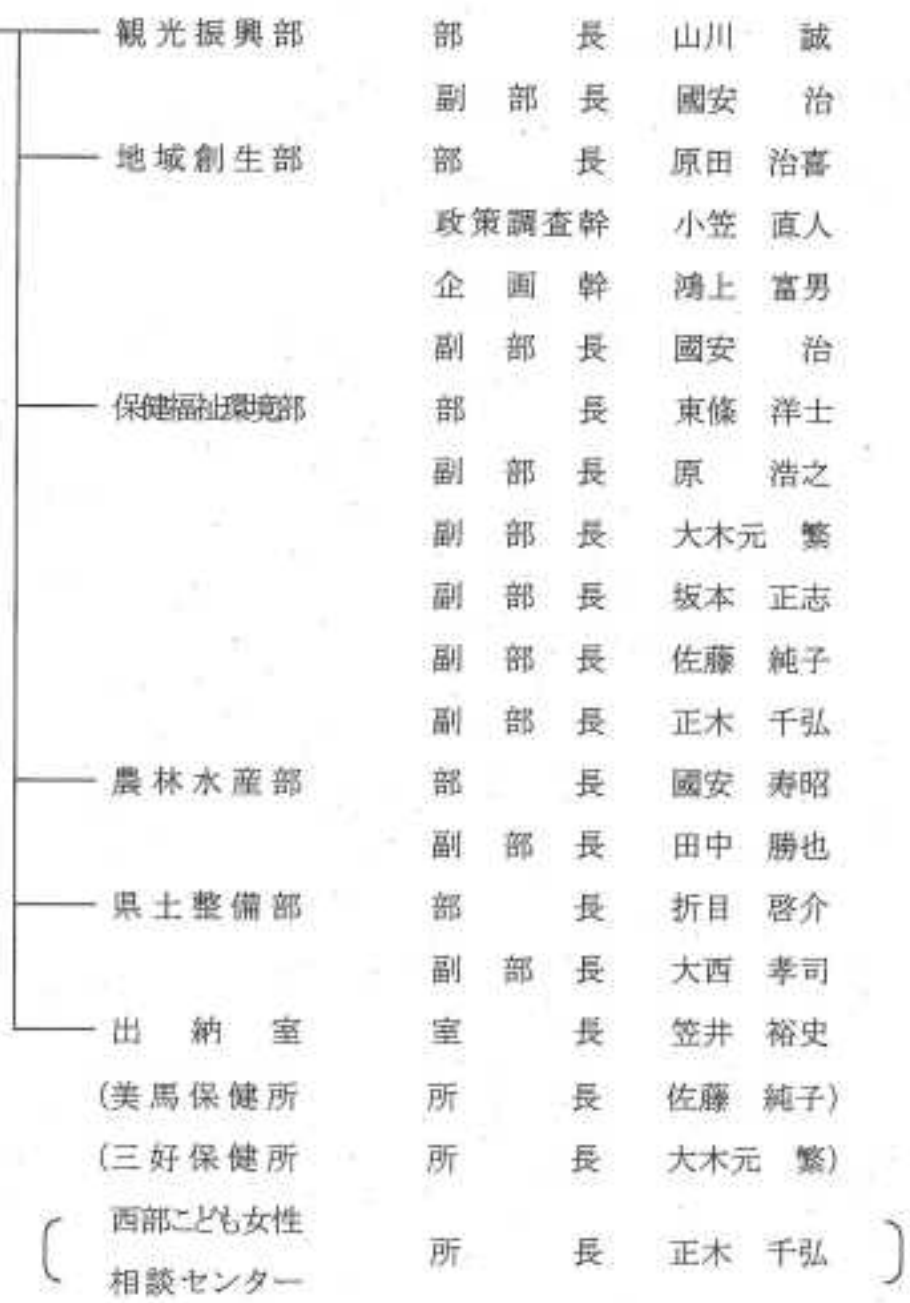 観光振興部 部長 山川 誠
副部長 國安 治
地域創生部 部長 原田 治喜
政策調査幹 小笠 直人
企画幹 鴻上 富男
副部長 國安 治
保健福祉環境部 部長 東條 洋士
副部長 原 浩之
副部長 大木元 繁
副部長 坂本 正志
副部長 佐藤 純子
副部長 正木 千弘
農林水産部 部長 國安 寿昭
副部長 田中 勝也
県土整備部 部長 折目 啓介
副部長 大西 孝司
出納室 室長 笠井 裕史
(美馬保健所 所長 佐藤 純子)
(三好保健所 所長 大木元 繁)
(西部こども女性
相談センター 所長 正木 千弘)